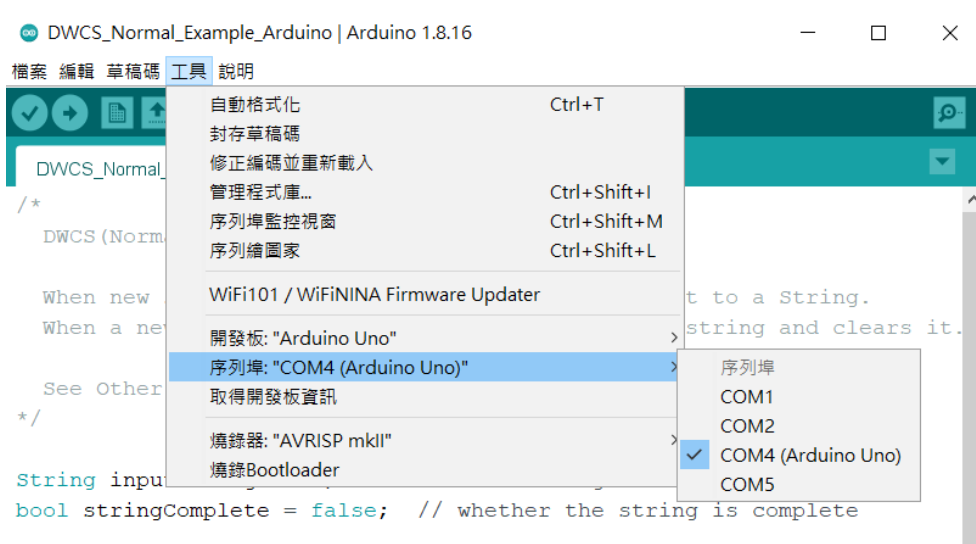 DWCS_Normal_Example_Arduino | Arduino 1.8.16
檔案 編輯 草稿碼 工具 說明
自動格式化 Ctrl+T
封存草稿碼
修正編碼並重新載入
管理程式庫... Ctrl+Shift+I
序列埠監控視窗 Ctrl+Shift+M
序列繪圖家 Ctrl+Shift+L
WiFi101 / WiFiNINA Firmware Updater
開發板: "Arduino Uno"
序列埠: "COM4 (Arduino Uno)"
取得開發板資訊
燒錄器: "AVRISP mkII"
燒錄Bootloader
序列埠
COM1
COM2
COM4 (Arduino Uno)
COM5
DWCS_Normal_
/*
DWCS(Norm
When new t to a String.
When a ne string and clears it.
See Other
*/
String inpu
bool stringComplete = false; // whether the string is complete